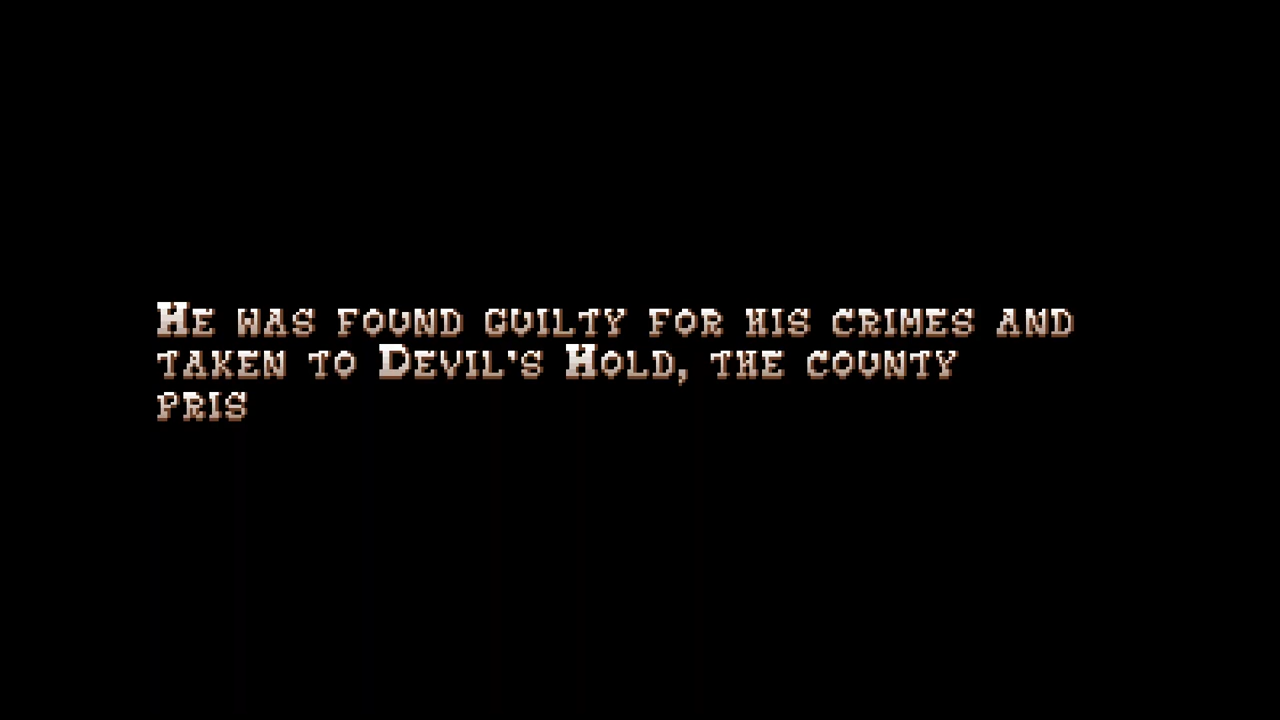 He was found guilty for his crimes and
taken to Devil's Hold, the county
pris